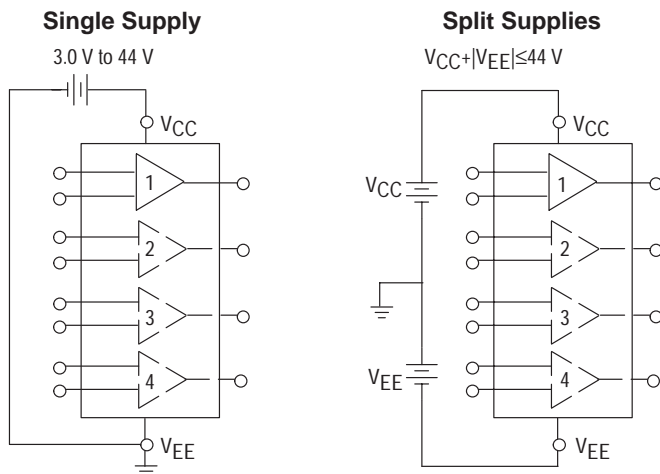 Single Supply
3.0 V to 44 V
VCC
1
2
3
4
VEE
Split Supplies
VCC+|VEE|≤44 V
VCC
VCC
1
2
3
4
VEE
VEE